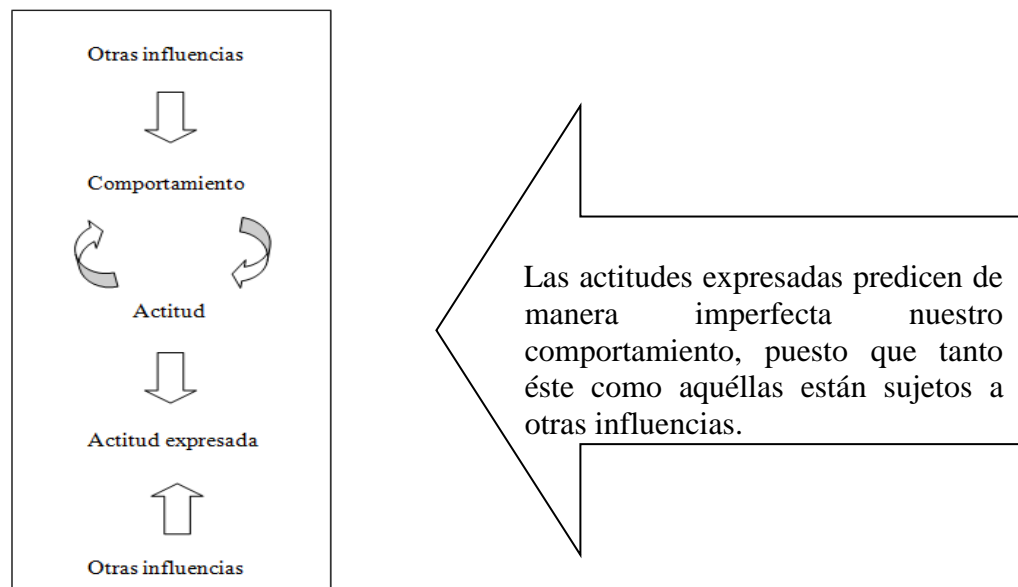 Otras influencias
Comportamiento
Actitud
Actitud expresada
Otras influencias
Las actitudes expresadas predicen de
manera imperfecta nuestro
comportamiento, puesto que tanto
éste como aquéllas están sujetos a
otras influencias.